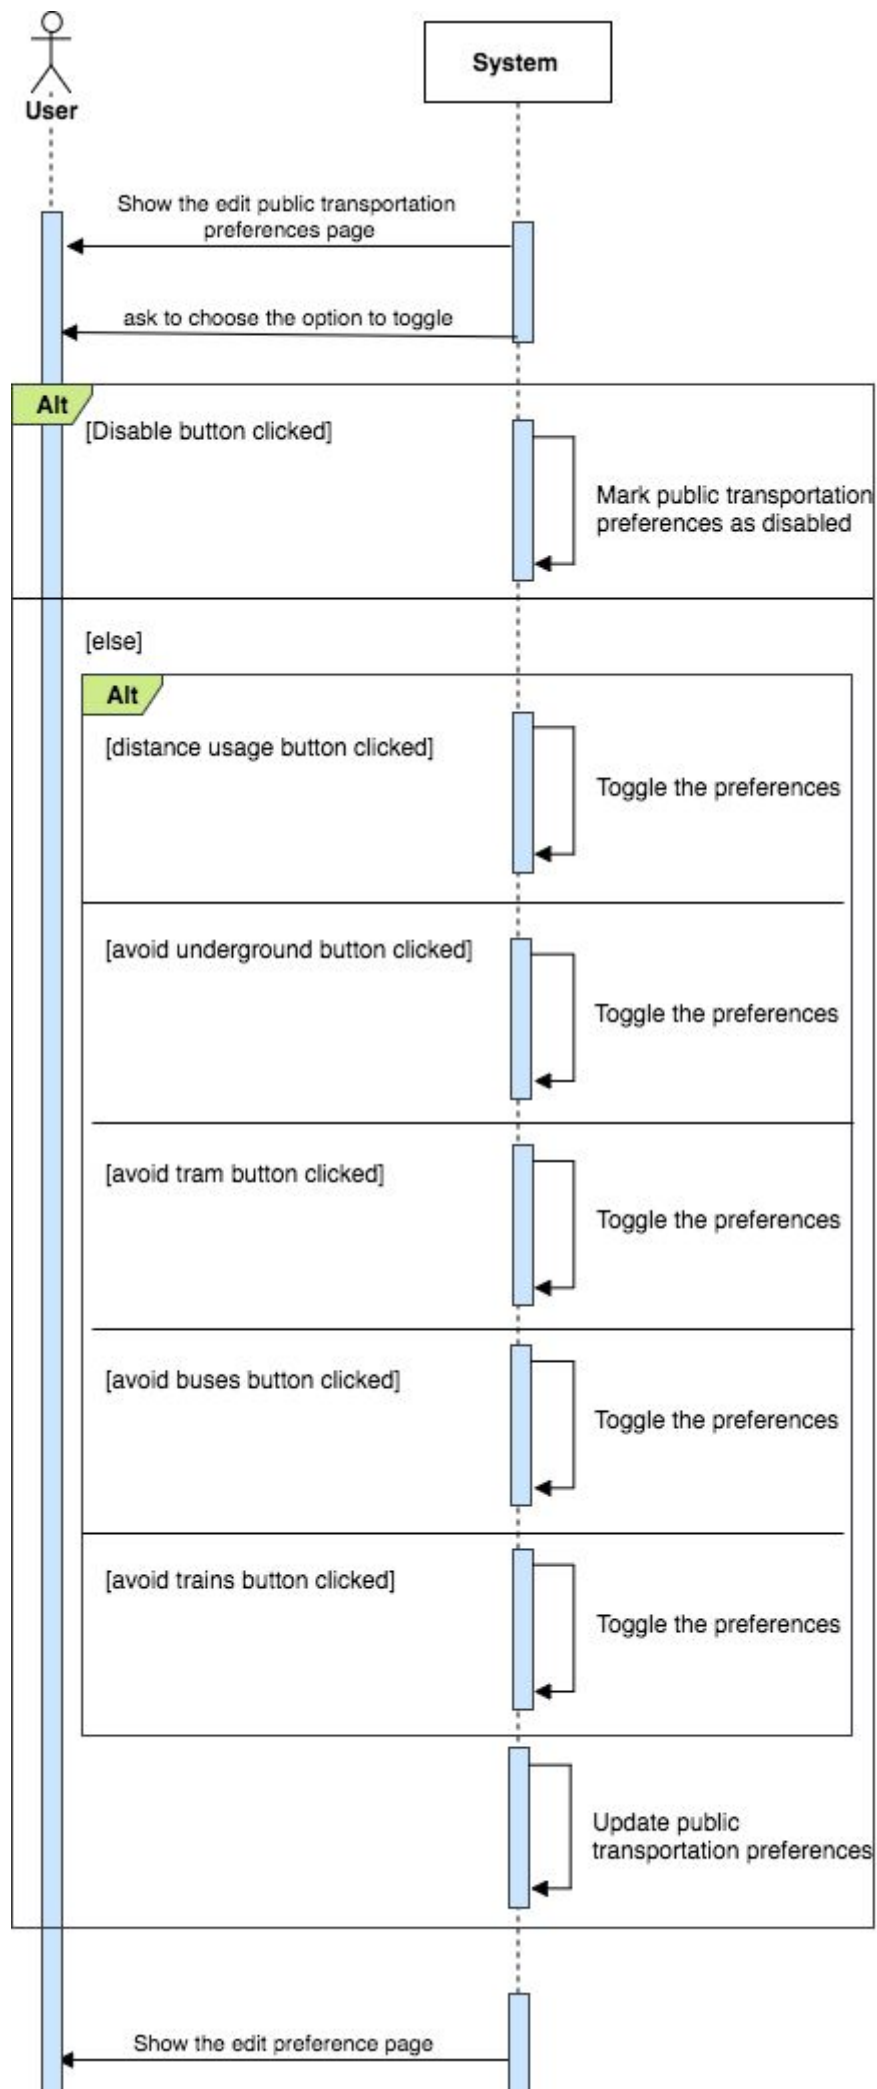 User
System
Show the edit public transportation
preferences page
ask to choose the option to toggle
Alt
[Disable button clicked]
Mark public transportation
preferences as disabled
[else]
Alt
[distance usage button clicked]
Toggle the preferences
[avoid underground button clicked]
Toggle the preferences
[avoid tram button clicked]
Toggle the preferences
[avoid buses button clicked]
Toggle the preferences
[avoid trains button clicked]
Toggle the preferences
Update public
transportation preferences
Show the edit preference page